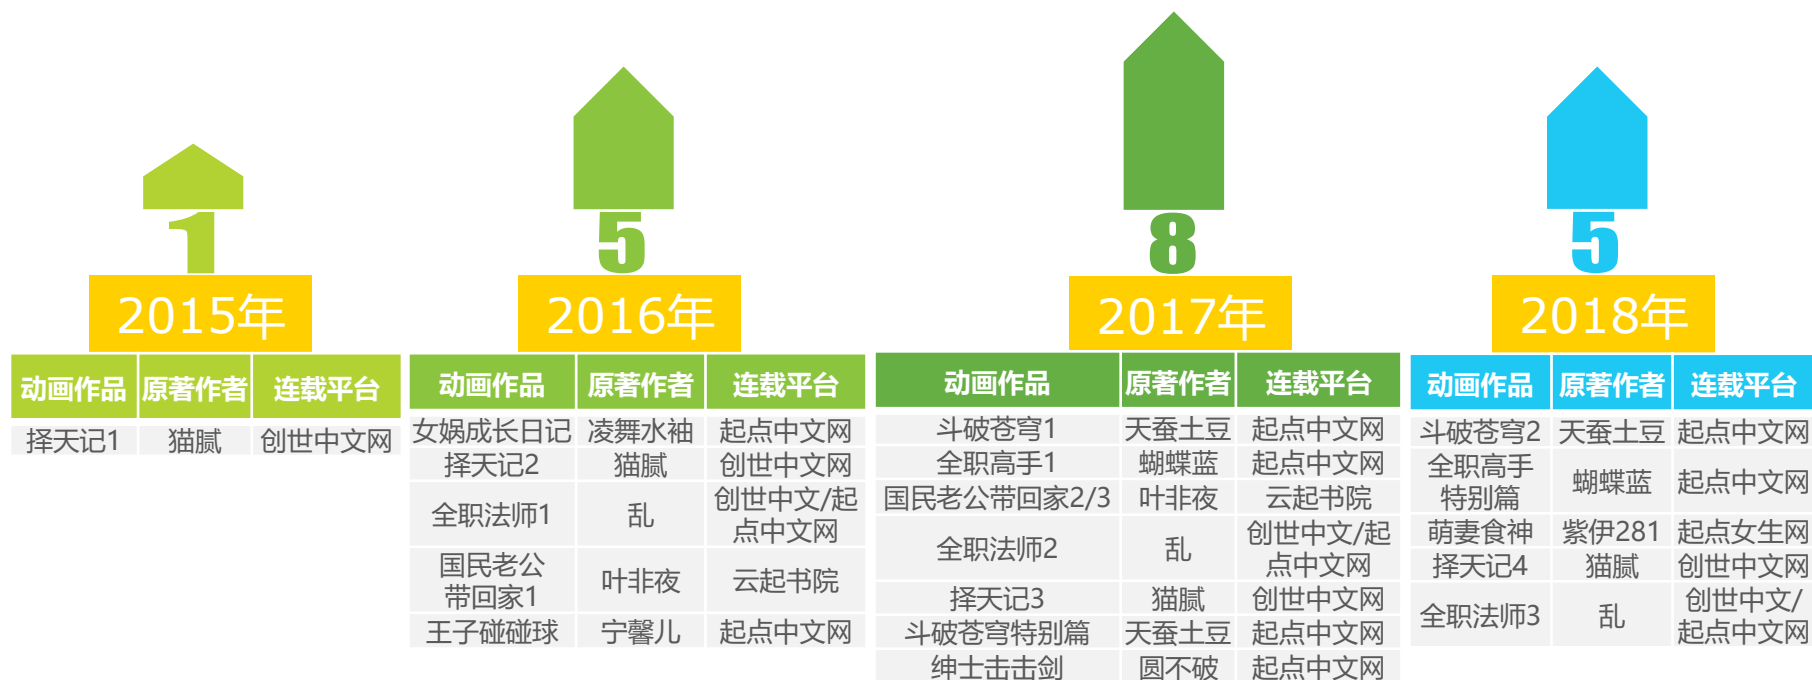 1
5
8
5
2015年
2016年
2017年
2018年
动画作品 原著作者 连载平台
择天记1 猫腻 创世中文网
动画作品 原著作者 连载平台
女娲成长日记 凌舞水袖 起点中文网
择天记2 猫腻 创世中文网
全职法师1 乱 创世中文/起
点中文网
国民老公
带回家1 叶非夜 云起书院
王子碰碰球 宁馨儿 起点中文网
动画作品 原著作者 连载平台
斗破苍穹1 天蚕土豆 起点中文网
全职高手1 蝴蝶蓝 起点中文网
国民老公带回家2/3 叶非夜 云起书院
全职法师2 乱 创世中文/起
点中文网
择天记3 猫腻 创世中文网
斗破苍穹特别篇 天蚕土豆 起点中文网
绅士击击剑 圆不破 起点中文网
动画作品 原著作者 连载平台
斗破苍穹2 天蚕土豆 起点中文网
全职高手
特别篇 蝴蝶蓝 起点中文网
萌妻食神 紫伊281 起点女生网
择天记4 猫腻 创世中文网
全职法师3 乱 创世中文/
起点中文网